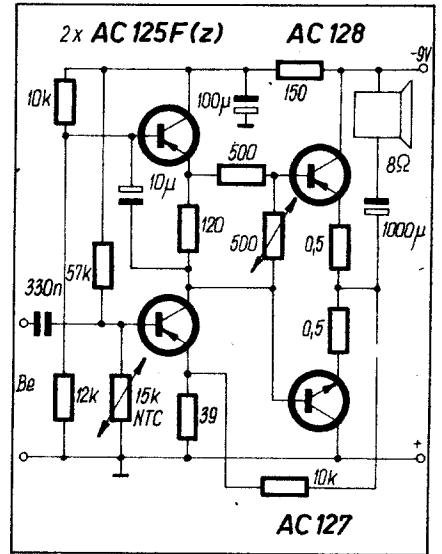 2x AC 125F(z) AC 128
-9V
10k
100µ
150
8Ω
10µ
500
120
500
0,5
1000µ
57k
330n
0,5
Be
12k
15k
NTC
39
10k
+
AC 127